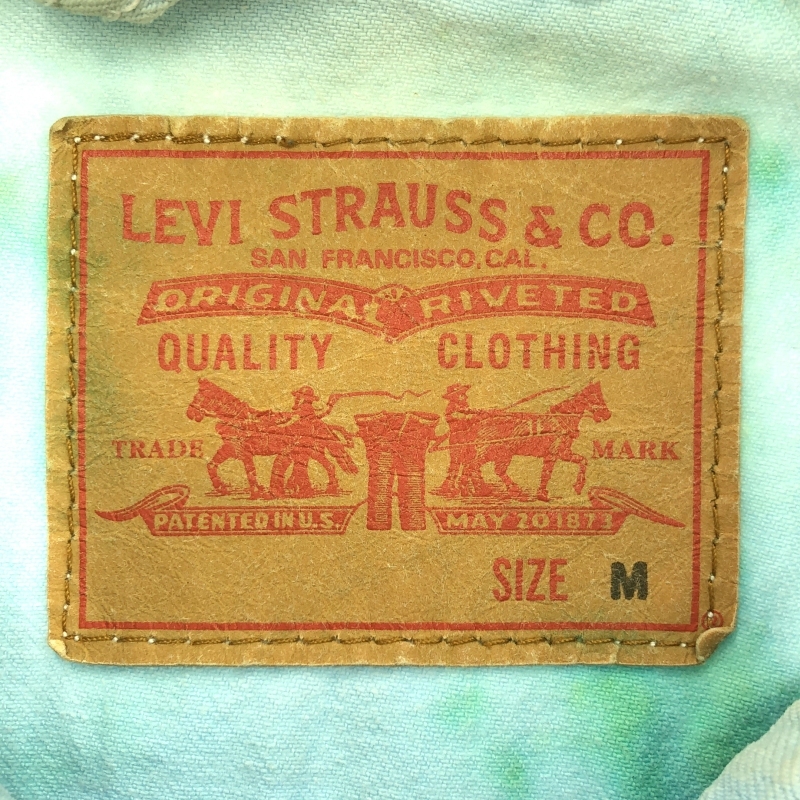 LEVI STRAUSS & CO.
SAN FRANCISCO, CAL.
ORIGINAL RIVETED
QUALITY CLOTHING
TRADE MARK
PATENTED IN U.S. MAY 20 1873
SIZE M
®